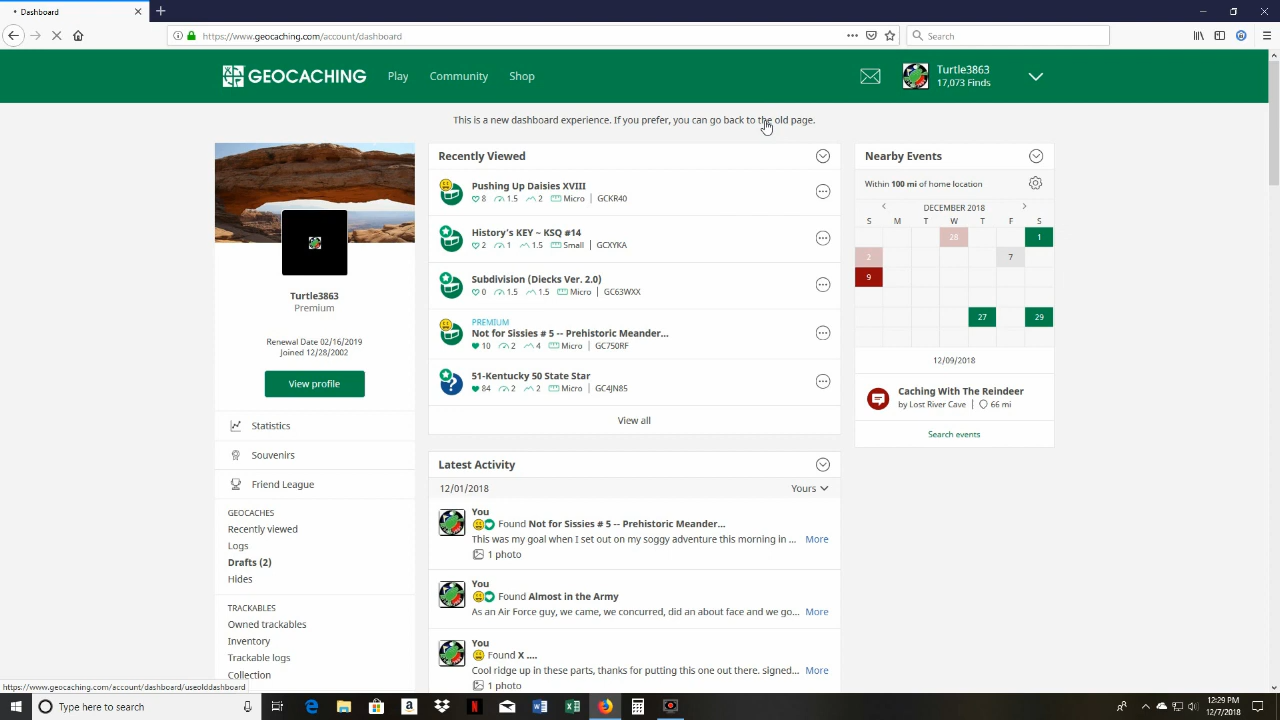 Dashboard
https://www.geocaching.com/account/dashboard
Search
GEOCACHING
Play
Community
Shop
Turtle3863
17,073 Finds
This is a new dashboard experience. If you prefer, you can go back to the old page.
Turtle3863
Premium
Renewal Date 02/16/2019
Joined 12/28/2002
View profile
Statistics
Souvenirs
Friend League
GEOCACHES
Recently viewed
Logs
Drafts (2)
Hides
TRACKABLES
Owned trackables
Inventory
Trackable logs
Collection
Recently Viewed
Pushing Up Daisies XVIII
8 1.5 2 Micro | GCKR40
History's KEY ~ KSQ #14
2 1 1.5 Small | GCXYKA
Subdivision (Diecks Ver. 2.0)
0 1.5 1.5 Micro | GC63WXX
PREMIUM
Not for Sissies # 5 -- Prehistoric Meander...
10 2 4 Micro | GC750RF
51-Kentucky 50 State Star
84 2 2 Micro | GC4JN85
View all
Latest Activity
12/01/2018 Yours
You
Found Not for Sissies # 5 -- Prehistoric Meander...
This was my goal when I set out on my soggy adventure this morning in ... More
1 photo
You
Found Almost in the Army
As an Air Force guy, we came, we concurred, did an about face and we go... More
You
Found X ....
Cool ridge up in these parts, thanks for putting this one out there. signed... More
1 photo
Nearby Events
Within 100 mi of home location
DECEMBER 2018
S M T W T F S
28 1
2 7
9
27 29
12/09/2018
Caching With The Reindeer
by Lost River Cave | 66 mi
Search events
https://www.geocaching.com/account/dashboard/useolddashboard
Type here to search
12:29 PM
12/7/2018